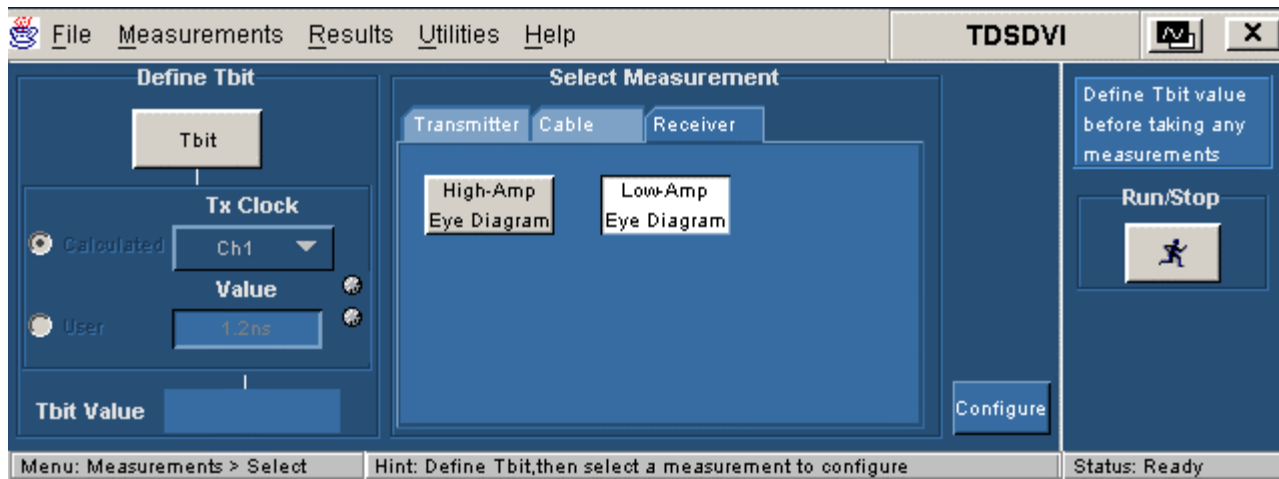 File Measurements Results Utilities Help TDSDVI
Define Tbit
Tbit
Tx Clock
Calculated Ch1
Value
User 1.2ns
Tbit Value
Select Measurement
Transmitter Cable Receiver
High-Amp
Eye Diagram
Low-Amp
Eye Diagram
Configure
Define Tbit value
before taking any
measurements
Run/Stop
Menu: Measurements > Select
Hint: Define Tbit,then select a measurement to configure
Status: Ready